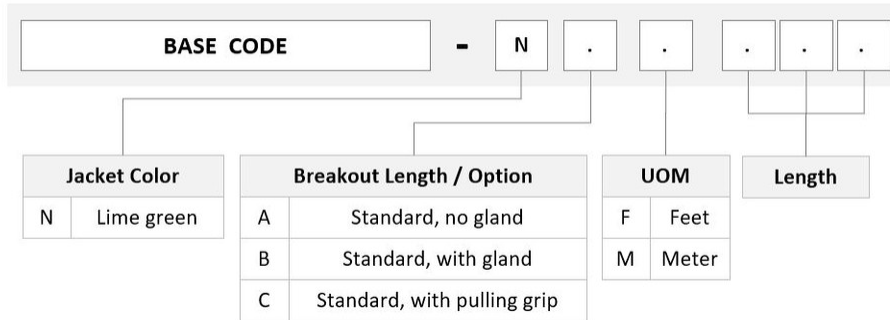 BASE CODE - N . . . . .
Jacket Color Breakout Length / Option UOM Length
N Lime green A Standard, no gland F Feet
B Standard, with gland M Meter
C Standard, with pulling grip